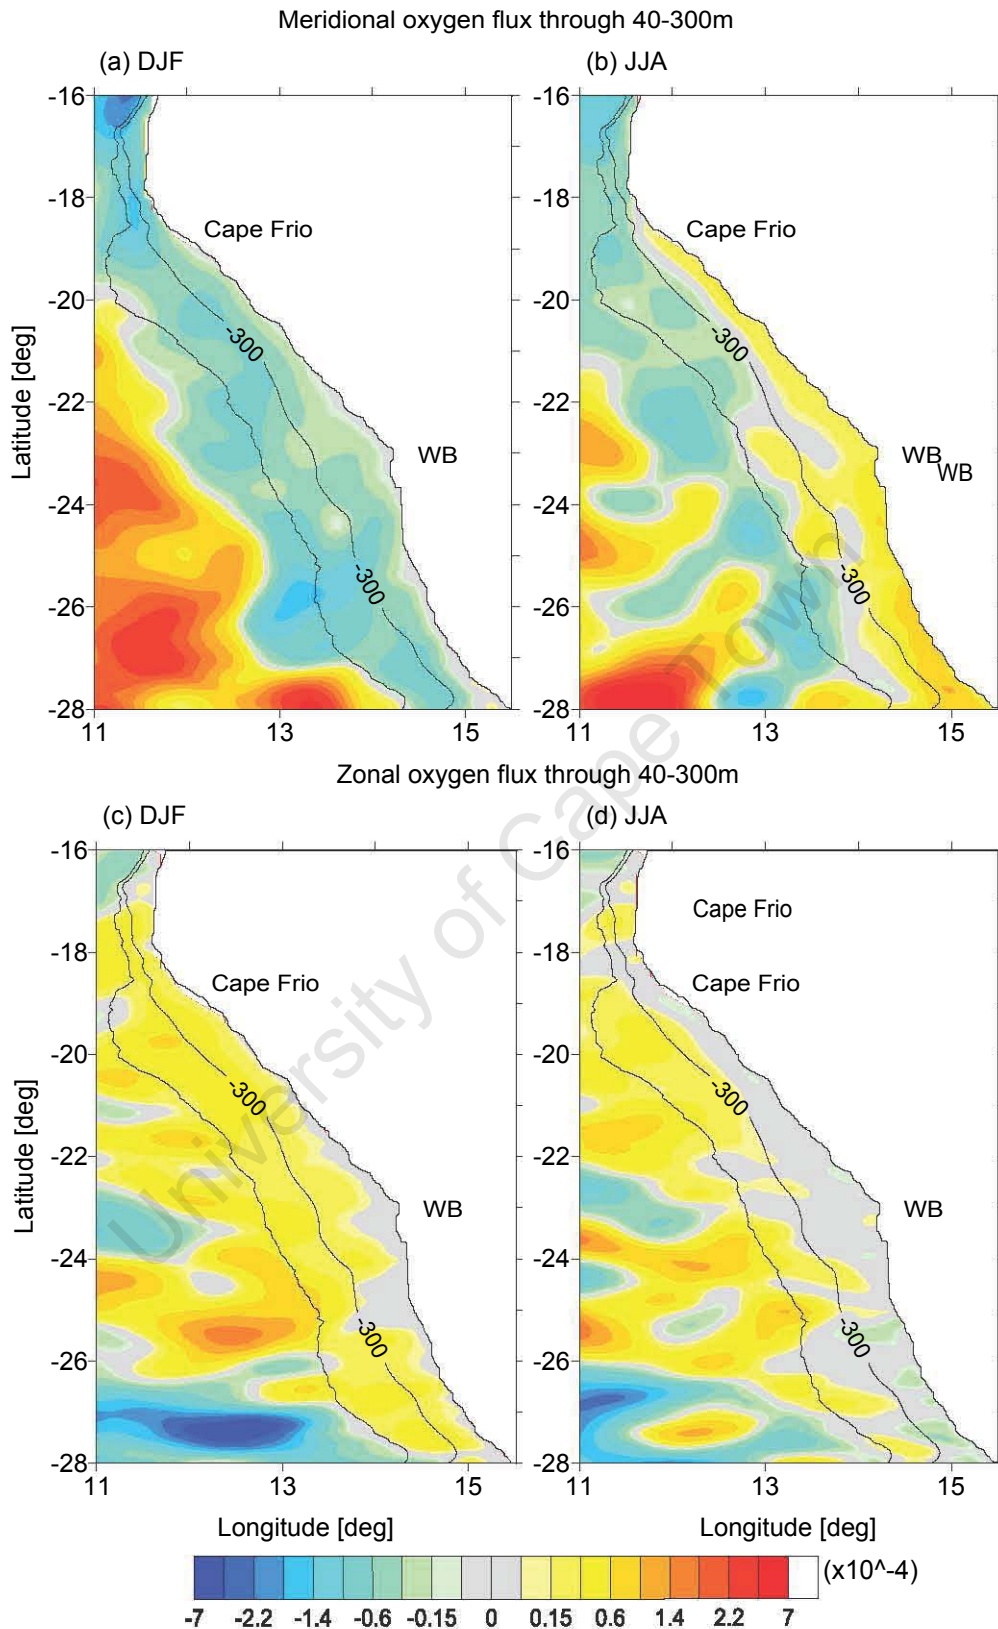 Meridional oxygen flux through 40-300m
(a) DJF
(b) JJA
-16
-18
-20
-22
-24
-26
-28
Latitude [deg]
Cape Frio
-300
WB
-300
11
13
15
-16
-18
-20
-22
-24
-26
-28
Cape Frio
-300
WB
WB
-300
11
13
15
Zonal oxygen flux through 40-300m
(c) DJF
(d) JJA
-16
-18
-20
-22
-24
-26
-28
Latitude [deg]
Cape Frio
-300
WB
-300
11
13
15
-16
-18
-20
-22
-24
-26
-28
Cape Frio
Cape Frio
-300
WB
-300
11
13
15
Longitude [deg]
Longitude [deg]
(x10^-4)
-7 -2.2 -1.4 -0.6 -0.15 0 0.15 0.6 1.4 2.2 7
University of Cape Town